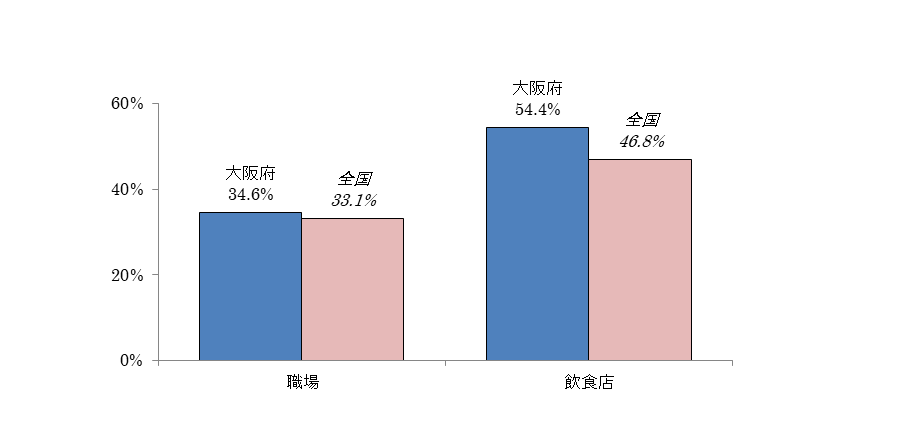 大阪府
54.4%
全国
46.8%
大阪府
34.6%
全国
33.1%
60%
40%
20%
0%
職場
飲食店